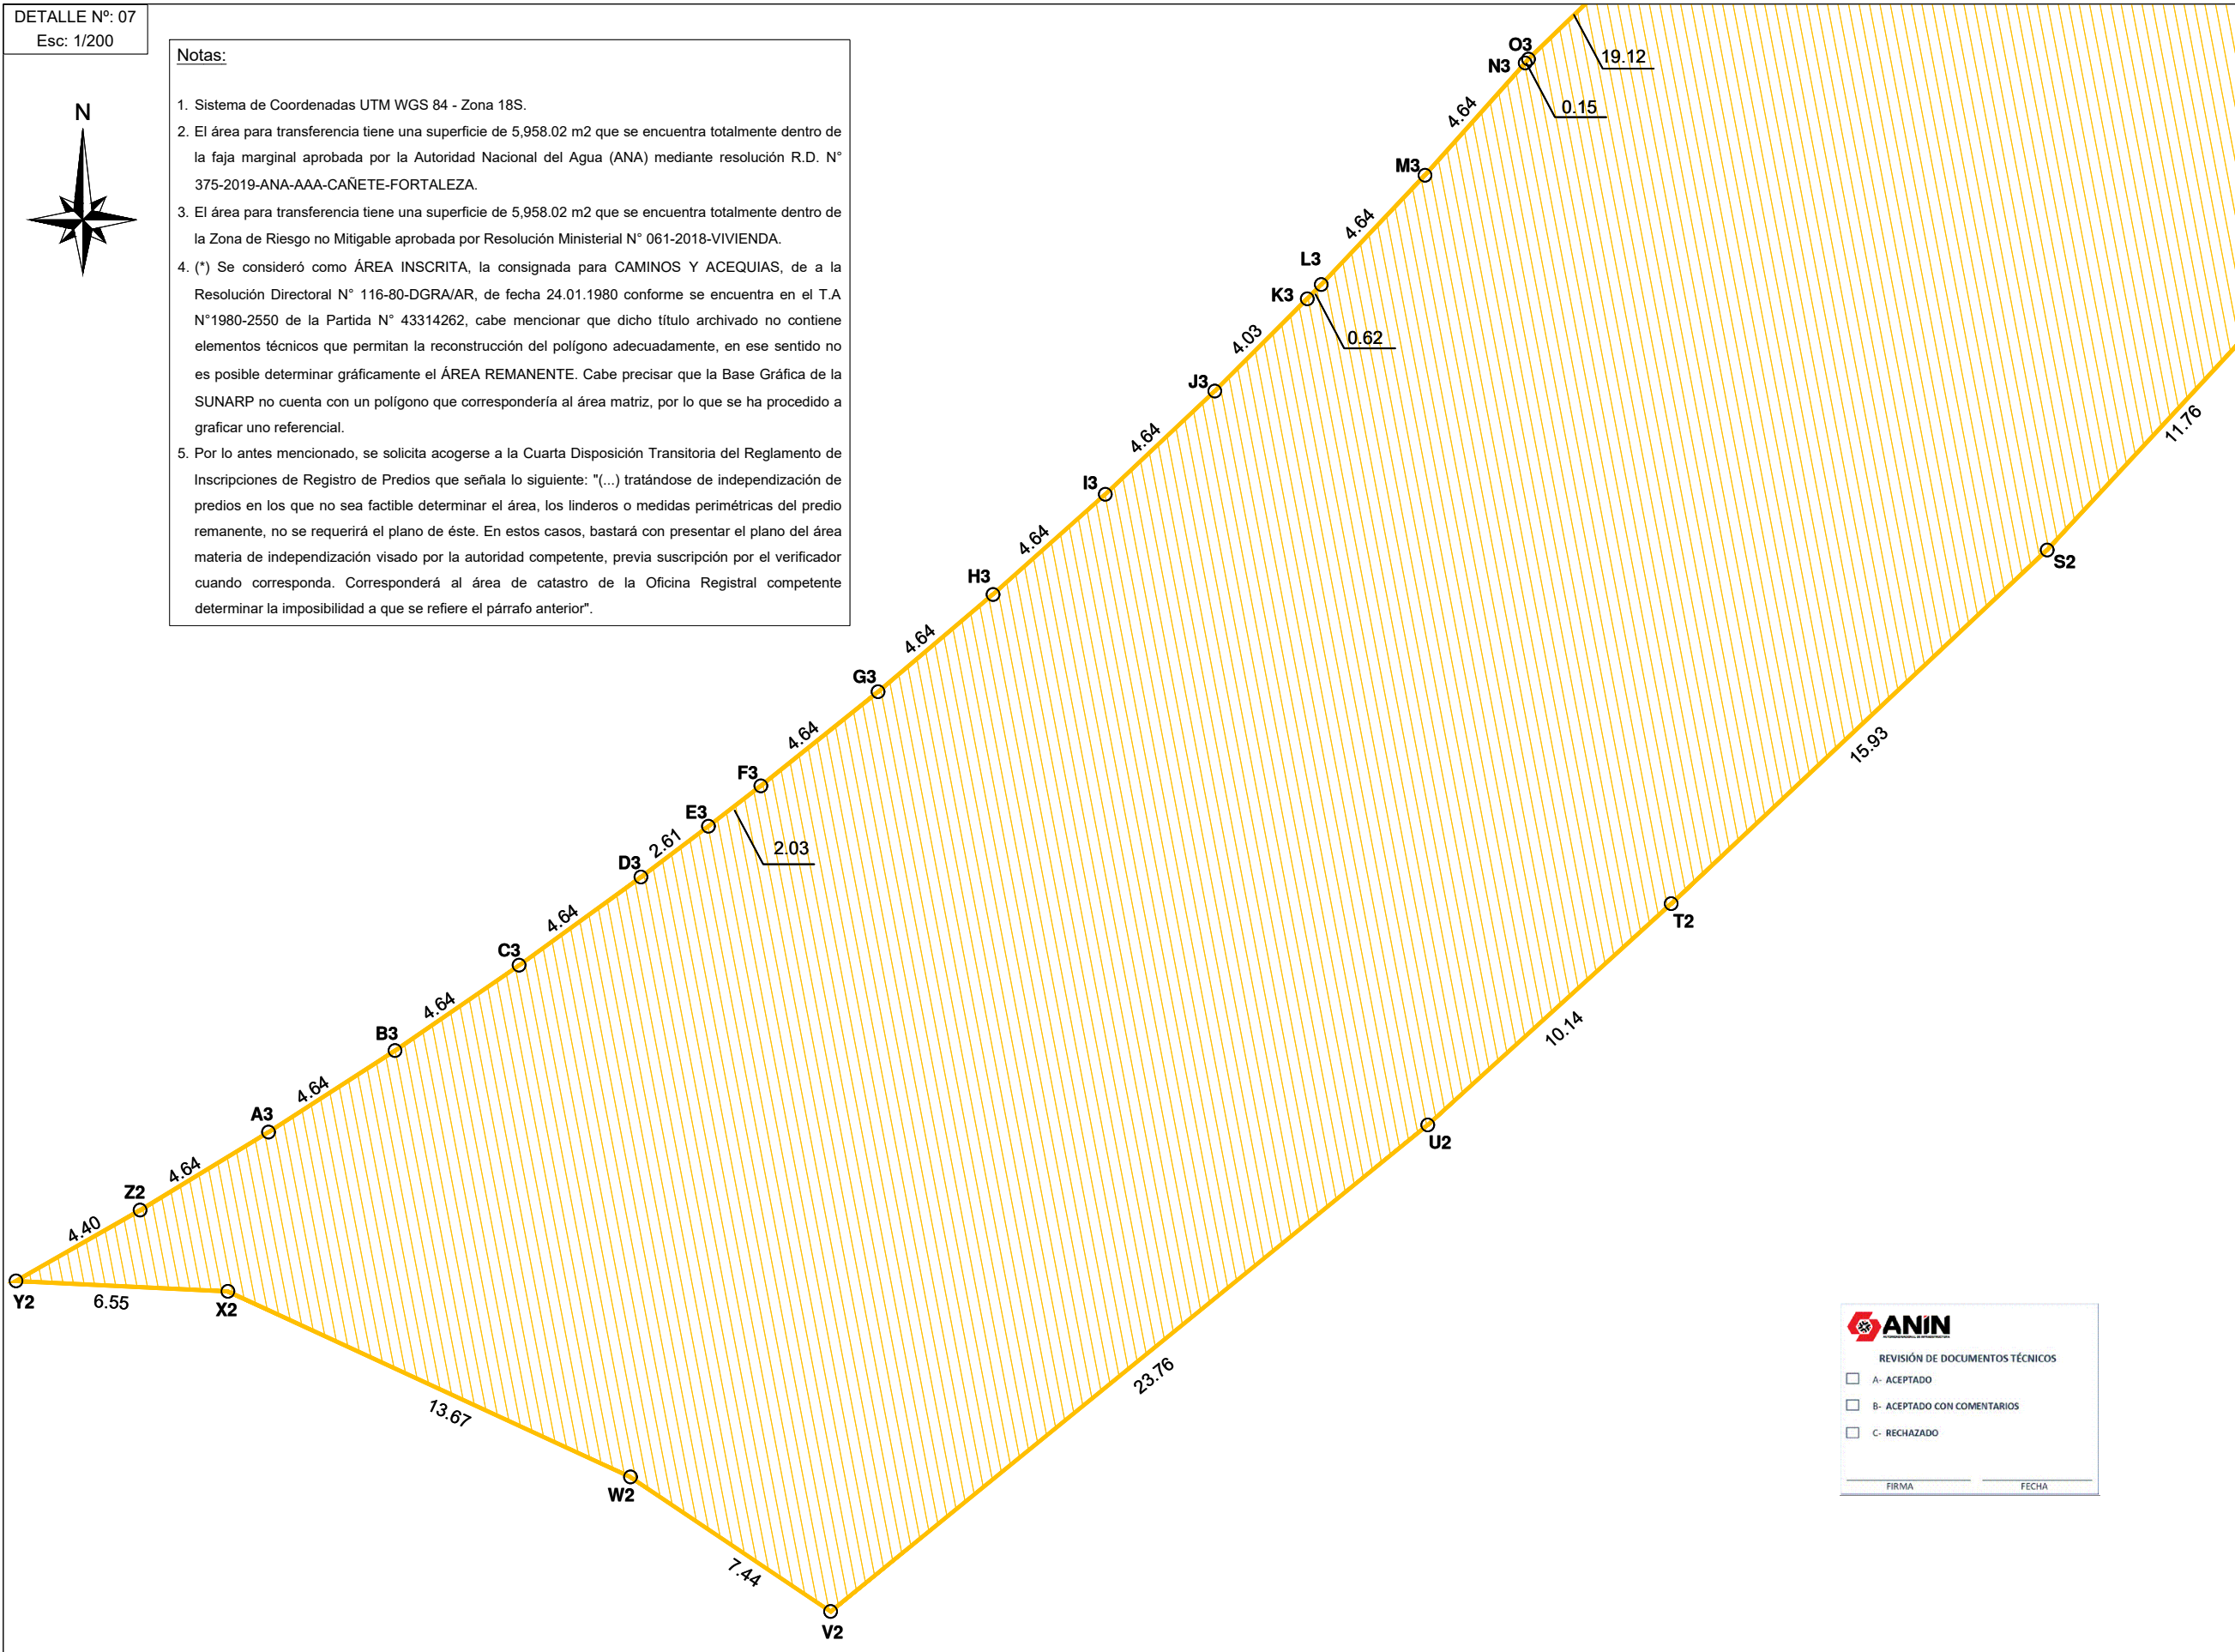 DETALLE Nº: 07
Esc: 1/200
Notas:
1. Sistema de Coordenadas UTM WGS 84 - Zona 18S.
2. El área para transferencia tiene una superficie de 5,958.02 m2 que se encuentra totalmente dentro de
la faja marginal aprobada por la Autoridad Nacional del Agua (ANA) mediante resolución R.D. N°
375-2019-ANA-AAA-CAÑETE-FORTALEZA.
3. El área para transferencia tiene una superficie de 5,958.02 m2 que se encuentra totalmente dentro de
la Zona de Riesgo no Mitigable aprobada por Resolución Ministerial N° 061-2018-VIVIENDA.
4. (*) Se consideró como ÁREA INSCRITA, la consignada para CAMINOS Y ACEQUIAS, de a la
Resolución Directoral N° 116-80-DGRA/AR, de fecha 24.01.1980 conforme se encuentra en el T.A
N°1980-2550 de la Partida N° 43314262, cabe mencionar que dicho título archivado no contiene
elementos técnicos que permitan la reconstrucción del polígono adecuadamente, en ese sentido no
es posible determinar gráficamente el ÁREA REMANENTE. Cabe precisar que la Base Gráfica de la
SUNARP no cuenta con un polígono que correspondería al área matriz, por lo que se ha procedido a
graficar uno referencial.
5. Por lo antes mencionado, se solicita acogerse a la Cuarta Disposición Transitoria del Reglamento de
Inscripciones de Registro de Predios que señala lo siguiente: "(...) tratándose de independización de
predios en los que no sea factible determinar el área, los linderos o medidas perimétricas del predio
remanente, no se requerirá el plano de éste. En estos casos, bastará con presentar el plano del área
materia de independización visado por la autoridad competente, previa suscripción por el verificador
cuando corresponda. Corresponderá al área de catastro de la Oficina Registral competente
determinar la imposibilidad a que se refiere el párrafo anterior".
N
O3
N3
19.12
0.15
4.64
M3
4.64
L3
K3
0.62
4.03
J3
4.64
I3
4.64
H3
4.64
G3
4.64
F3
E3
2.03
2.61
D3
4.64
C3
4.64
B3
4.64
A3
4.64
Z2
4.40
Y2
6.55
X2
13.67
W2
7.44
V2
23.76
U2
10.14
T2
15.93
S2
11.76
ANIN
REVISIÓN DE DOCUMENTOS TÉCNICOS
A- ACEPTADO
B- ACEPTADO CON COMENTARIOS
C- RECHAZADO
FIRMA
FECHA